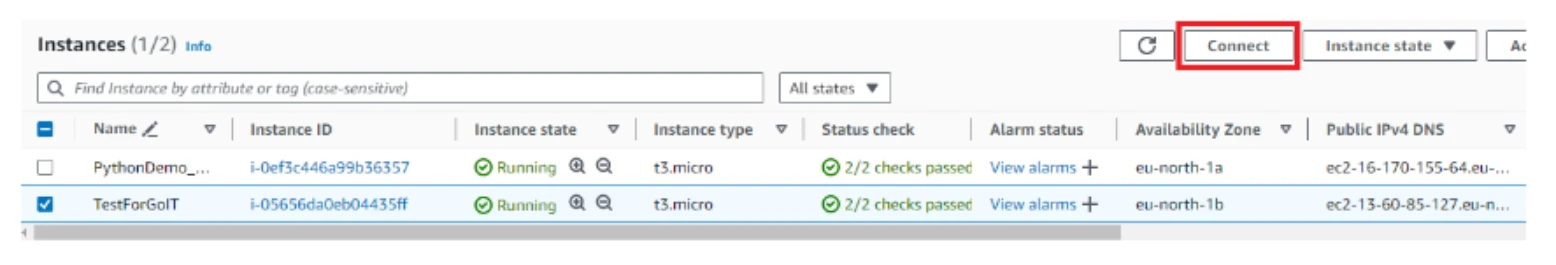 Instances (1/2) Info
Connect Instance state
Find Instance by attribute or tag (case-sensitive) All states
Name Instance ID Instance state Instance type Status check Alarm status Availability Zone Public IPv4 DNS
PythonDemo_... i-0ef3c446a99b36357 Running t3.micro 2/2 checks passed View alarms + eu-north-1a ec2-16-170-155-64.eu-...
TestForGoIT i-05656da0eb04435ff Running t3.micro 2/2 checks passed View alarms + eu-north-1b ec2-13-60-85-127.eu-n...